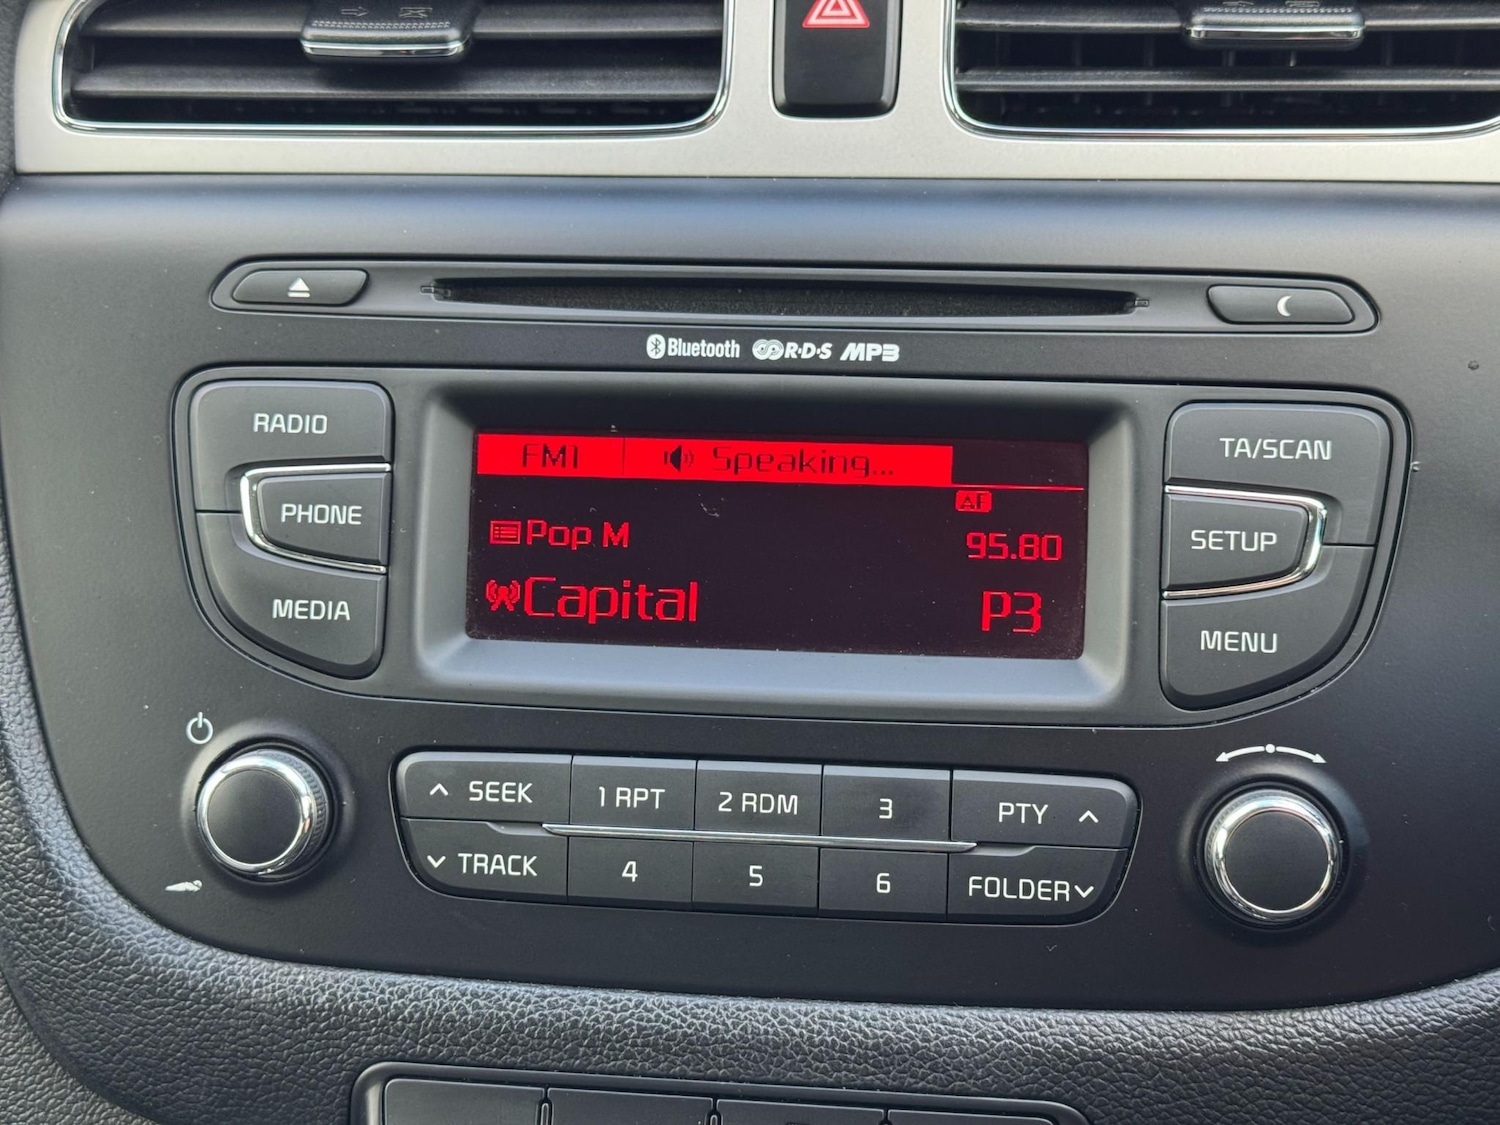 Bluetooth R·D·S MP3
RADIO
PHONE
MEDIA
FM1 Speaking...
AF
Pop M 95.80
Capital P3
TA/SCAN
SETUP
MENU
SEEK 1 RPT 2 RDM 3 PTY
TRACK 4 5 6 FOLDER